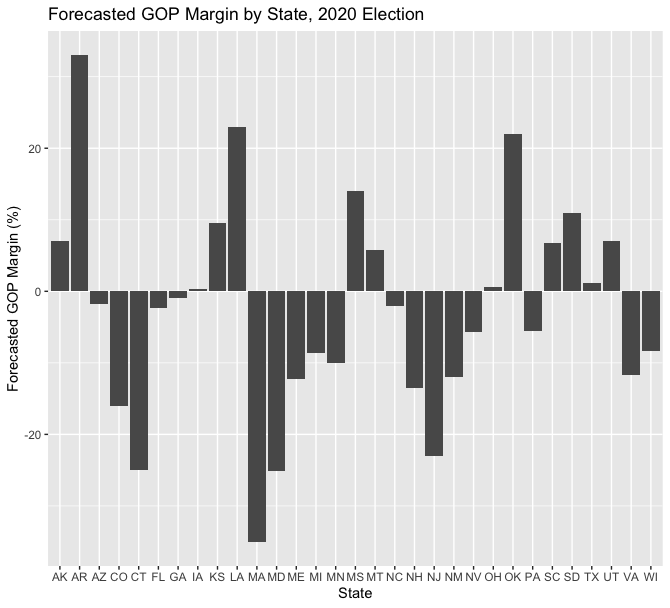 Forecasted GOP Margin by State, 2020 Election
Forecasted GOP Margin (%)
20
0
-20
AK AR AZ CO CT FL GA IA KS LA MA MD ME MI MN MS MT NC NH NJ NM NV OH OK PA SC SD TX UT VA WI
State